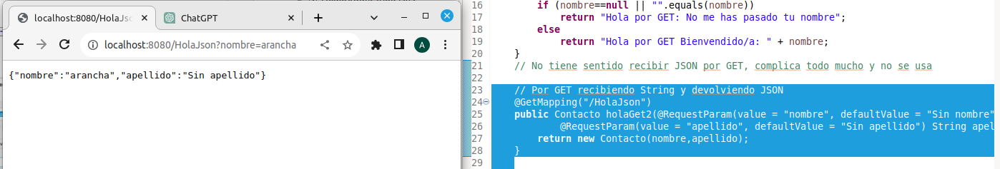 localhost:8080/HolaJsc
ChatGPT
localhost:8080/HolaJson?nombre=arancha
A
{"nombre":"arancha","apellido":"Sin apellido"}
16 if (nombre==null || "".equals(nombre))
17 return "Hola por GET: No me has pasado tu nombre";
18 else
19 return "Hola por GET Bienvendido/a: " + nombre;
20 }
21 // No tiene sentido recibir JSON por GET, complica todo mucho y no se usa
22
23 // Por GET recibiendo String y devolviendo JSON
24 @GetMapping("/HolaJson")
25 public Contacto holaGet2(@RequestParam(value = "nombre", defaultValue = "Sin nombre"
26 @RequestParam(value = "apellido", defaultValue = "Sin apellido") String apel
27 return new Contacto(nombre,apellido);
28 }
29